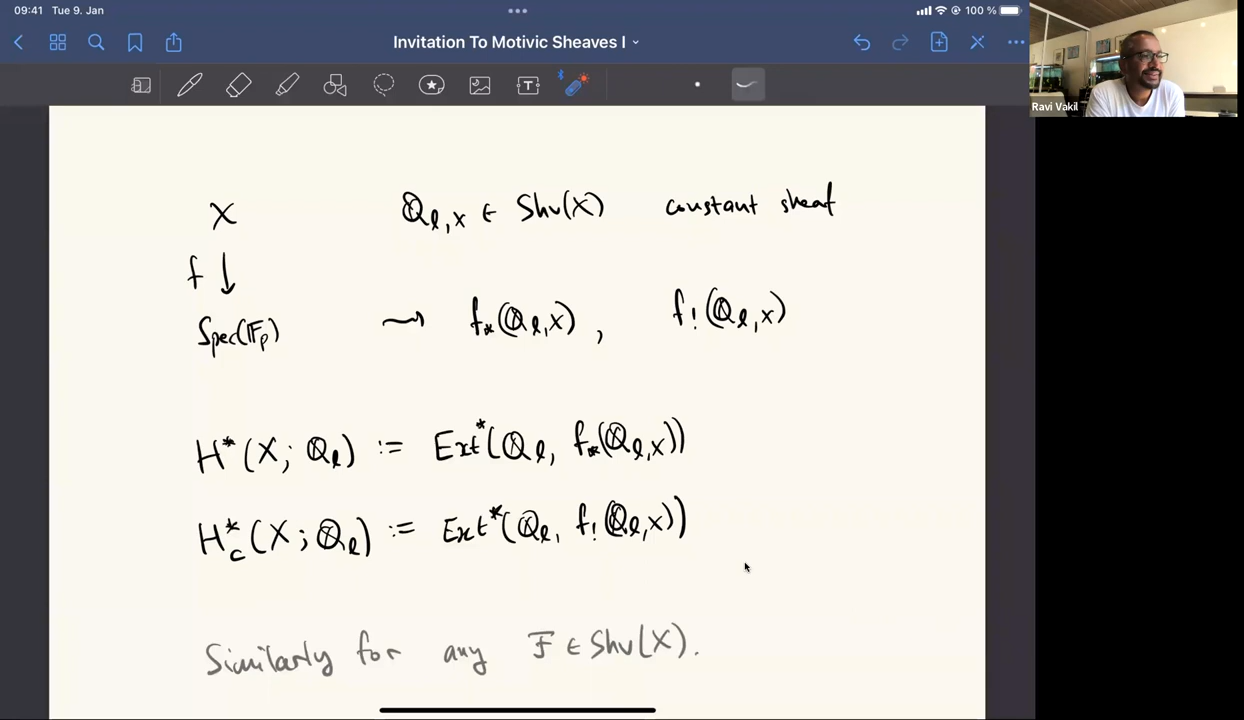 09:41 Tue 9. Jan
100 %
Invitation To Motivic Sheaves I
Ravi Vakil
X
ℚ_{ℓ,X} ∈ Shv(X) constant sheaf
f ↓
Spec(𝔽_p) ⇝ f_*(ℚ_{ℓ,X}), f_!(ℚ_{ℓ,X})
H^*(X; ℚ_ℓ) := Ext^*(ℚ_ℓ, f_*(ℚ_{ℓ,X}))
H_c^*(X; ℚ_ℓ) := Ext^*(ℚ_ℓ, f_!(ℚ_{ℓ,X}))
Similarly for any F ∈ Shv(X).